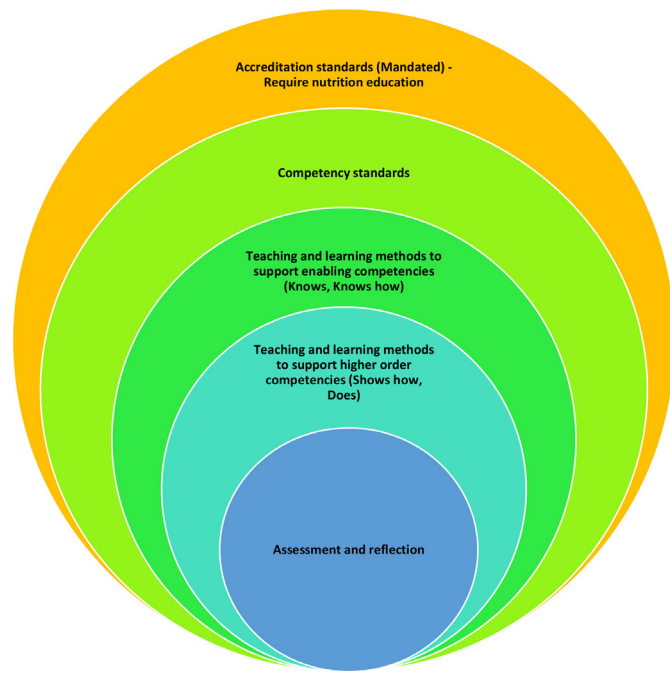 Accreditation standards (Mandated) -
Require nutrition education
Competency standards
Teaching and learning methods to
support enabling competencies
(Knows, Knows how)
Teaching and learning methods
to support higher order
competencies (Shows how,
Does)
Assessment and reflection